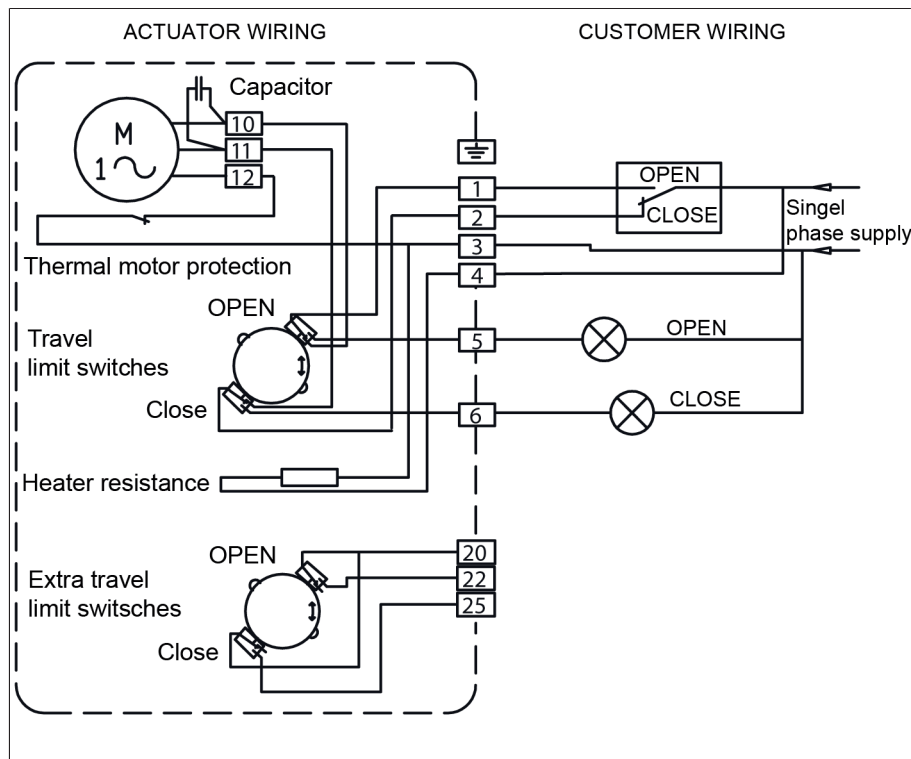 ACTUATOR WIRING
CUSTOMER WIRING
Capacitor
M
1
10
11
12
1
2
3
4
OPEN
CLOSE
Singel
phase supply
Thermal motor protection
OPEN
Travel
limit switches
Close
5
OPEN
6
CLOSE
Heater resistance
OPEN
Extra travel
limit switsches
Close
20
22
25